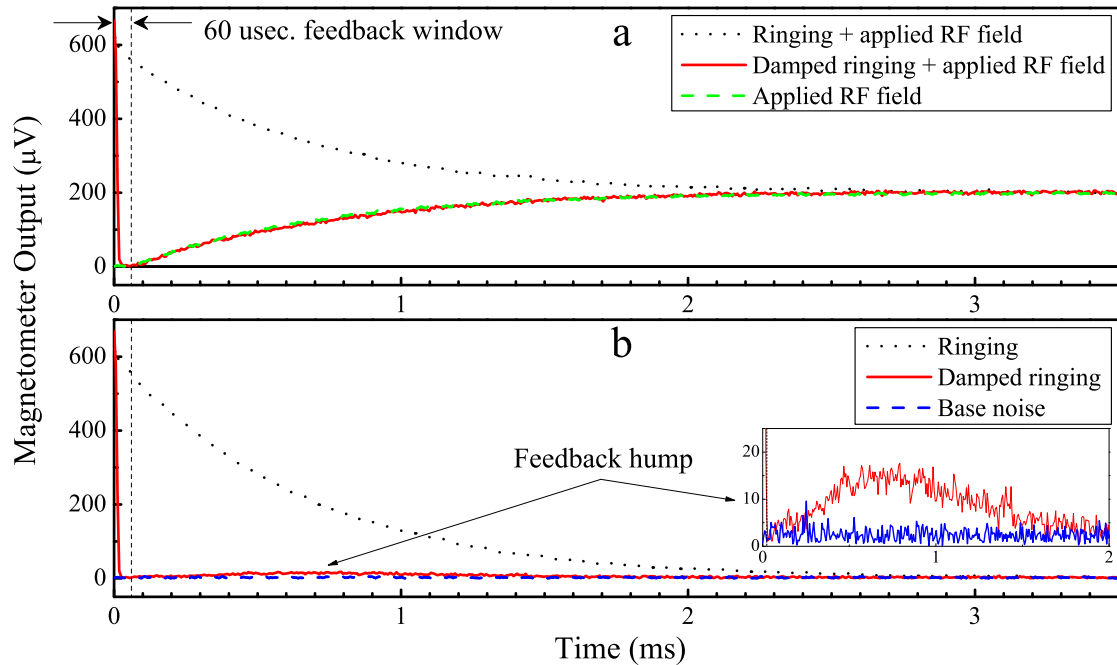 60 usec. feedback window
a
Ringing + applied RF field
Damped ringing + applied RF field
Applied RF field
600
400
200
0
0
1
2
3
Magnetometer Output (μV)
b
Ringing
Damped ringing
Base noise
600
400
200
0
Feedback hump
20
10
0
0
1
2
0
1
2
3
Time (ms)